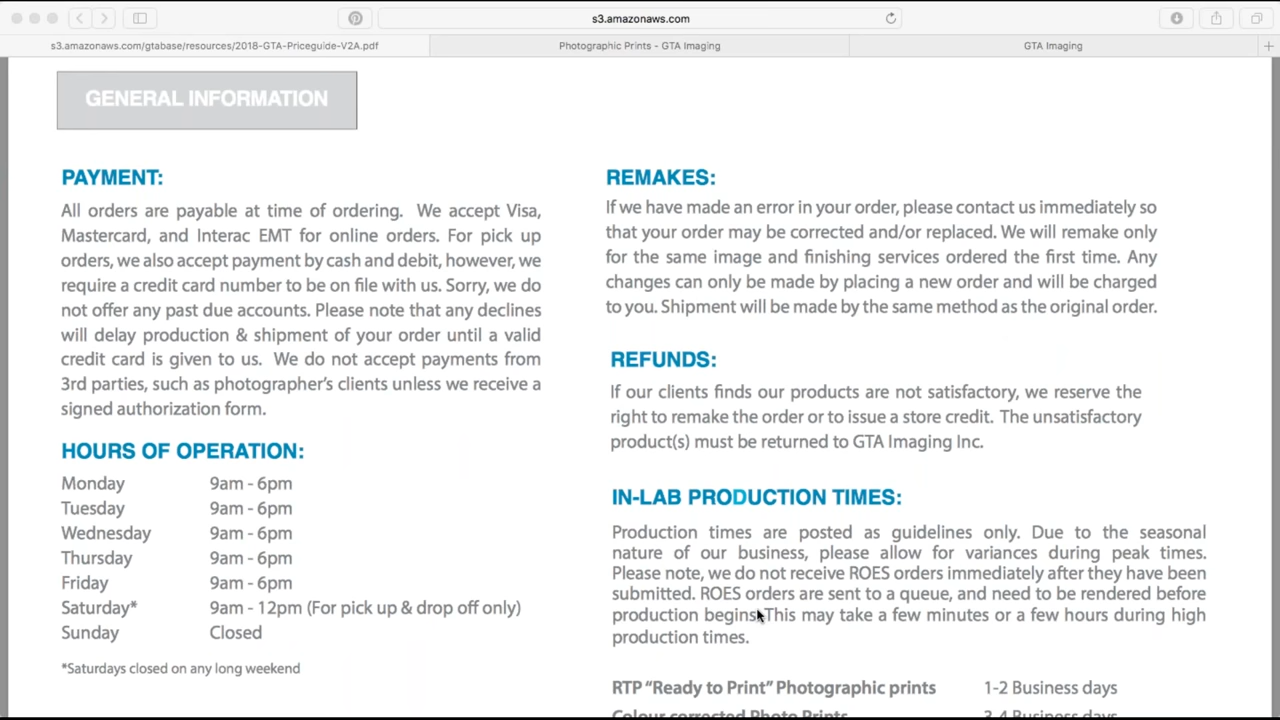 s3.amazonaws.com
s3.amazonaws.com/gtabase/resources/2018-GTA-Priceguide-V2A.pdf
Photographic Prints - GTA Imaging
GTA Imaging
GENERAL INFORMATION
PAYMENT:
All orders are payable at time of ordering. We accept Visa,
Mastercard, and Interac EMT for online orders. For pick up
orders, we also accept payment by cash and debit, however, we
require a credit card number to be on file with us. Sorry, we do
not offer any past due accounts. Please note that any declines
will delay production & shipment of your order until a valid
credit card is given to us. We do not accept payments from
3rd parties, such as photographer's clients unless we receive a
signed authorization form.
HOURS OF OPERATION:
Monday 9am - 6pm
Tuesday 9am - 6pm
Wednesday 9am - 6pm
Thursday 9am - 6pm
Friday 9am - 6pm
Saturday* 9am - 12pm (For pick up & drop off only)
Sunday Closed
*Saturdays closed on any long weekend
REMAKES:
If we have made an error in your order, please contact us immediately so
that your order may be corrected and/or replaced. We will remake only
for the same image and finishing services ordered the first time. Any
changes can only be made by placing a new order and will be charged
to you. Shipment will be made by the same method as the original order.
REFUNDS:
If our clients finds our products are not satisfactory, we reserve the
right to remake the order or to issue a store credit. The unsatisfactory
product(s) must be returned to GTA Imaging Inc.
IN-LAB PRODUCTION TIMES:
Production times are posted as guidelines only. Due to the seasonal
nature of our business, please allow for variances during peak times.
Please note, we do not receive ROES orders immediately after they have been
submitted. ROES orders are sent to a queue, and need to be rendered before
production begins. This may take a few minutes or a few hours during high
production times.
RTP "Ready to Print" Photographic prints 1-2 Business days
Colour corrected Photo Prints 3-4 Business days